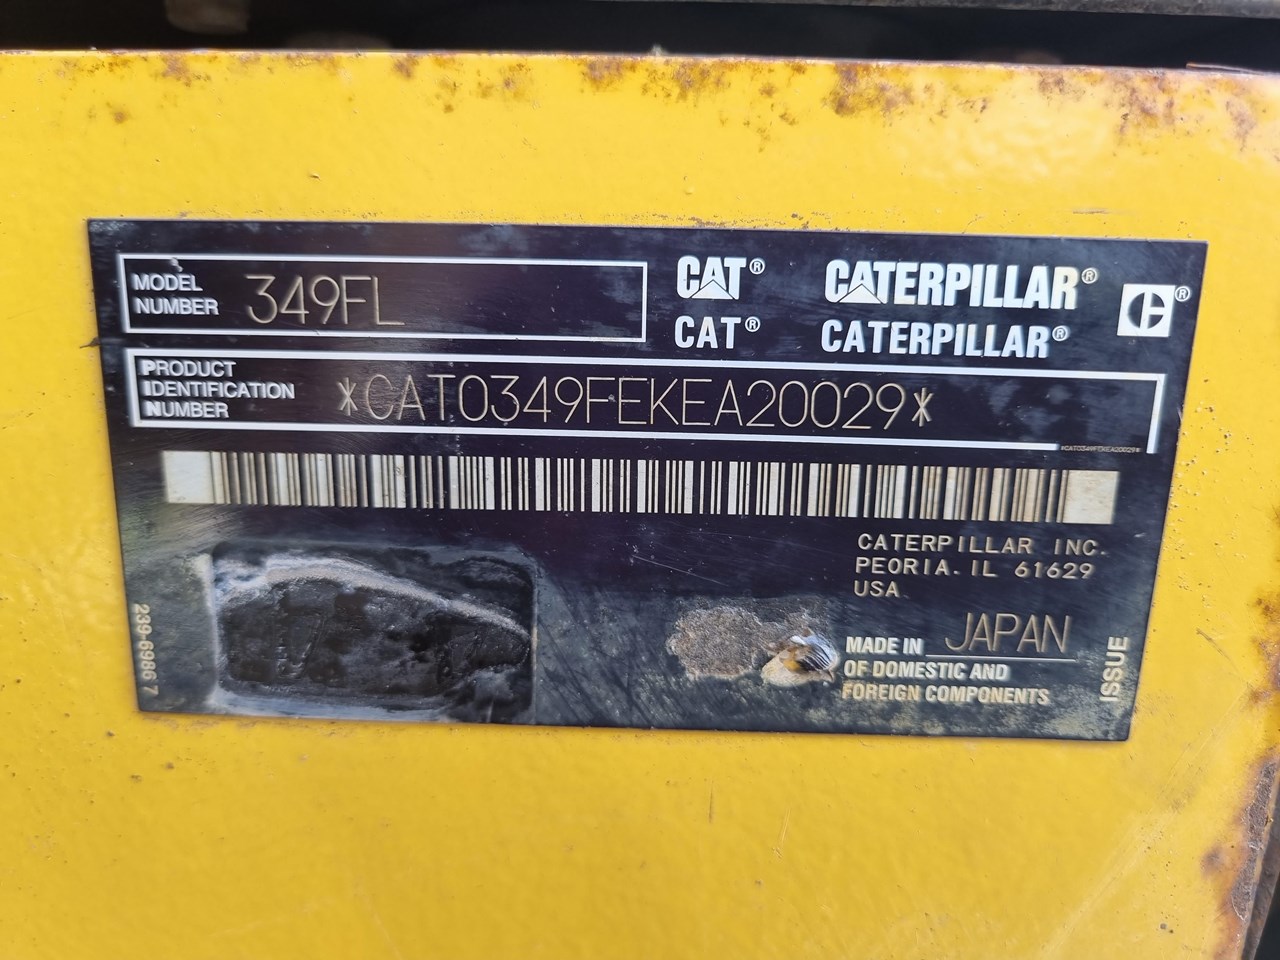 MODEL
NUMBER
349FL
CAT® CATERPILLAR®
CAT® CATERPILLAR®
C®
PRODUCT
IDENTIFICATION
NUMBER
*CAT0349FEKEA20029*
*CAT0349FEKEA20029*
CATERPILLAR INC.
PEORIA. IL 61629
USA
MADE IN JAPAN
OF DOMESTIC AND
FOREIGN COMPONENTS
239-6986 7
ISSUE